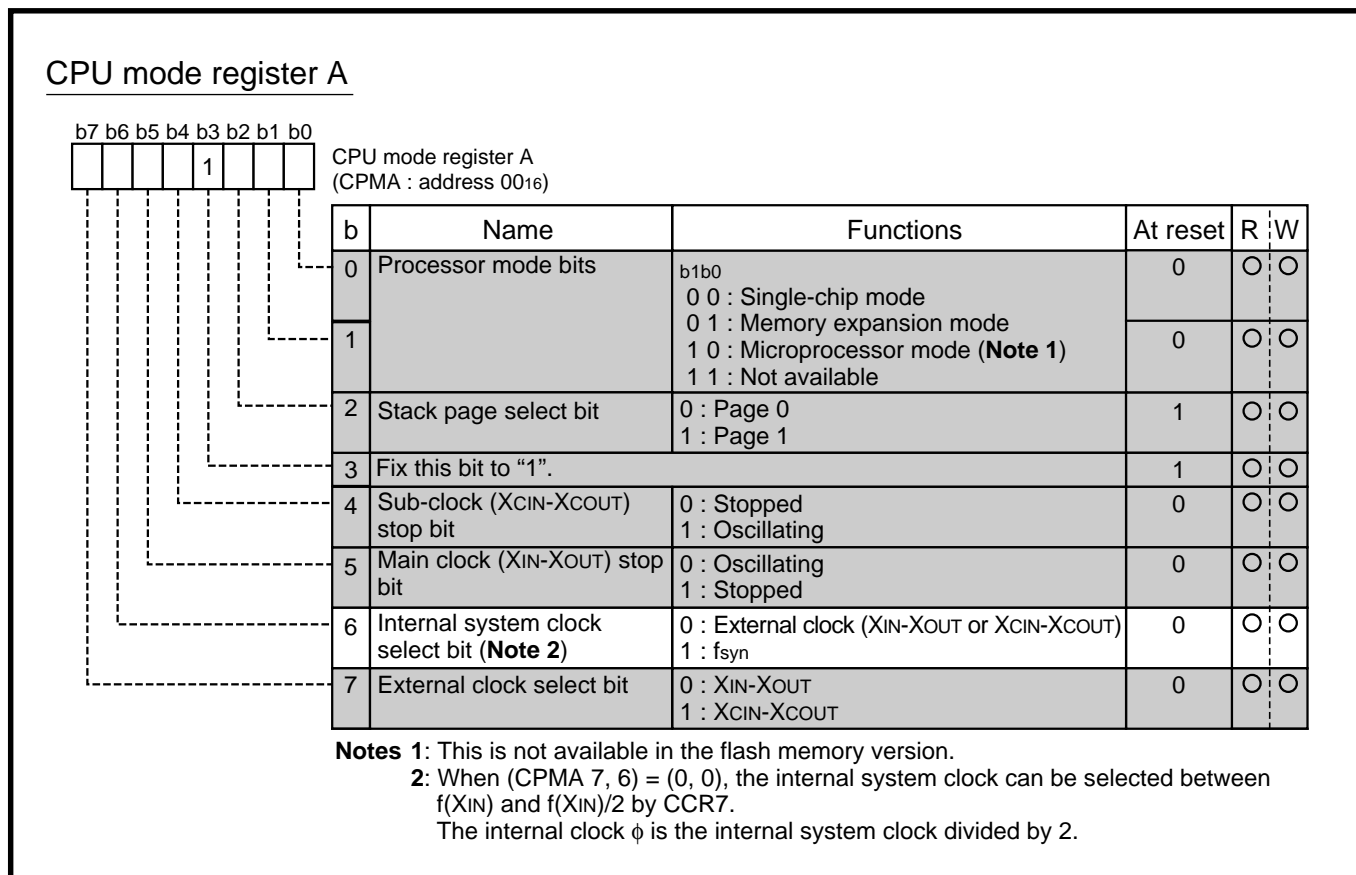 CPU mode register A
b7 b6 b5 b4 b3 b2 b1 b0
1
CPU mode register A
(CPMA : address 0016)
b Name Functions At reset R W
0 Processor mode bits b1b0 0 O O
0 0 : Single-chip mode
0 1 : Memory expansion mode
1 1 0 : Microprocessor mode (Note 1) 0 O O
1 1 : Not available
2 Stack page select bit 0 : Page 0 1 O O
1 : Page 1
3 Fix this bit to “1”. 1 O O
4 Sub-clock (XCIN-XCOUT) 0 : Stopped 0 O O
stop bit 1 : Oscillating
5 Main clock (XIN-XOUT) stop 0 : Oscillating 0 O O
bit 1 : Stopped
6 Internal system clock 0 : External clock (XIN-XOUT or XCIN-XCOUT) 0 O O
select bit (Note 2) 1 : fsyn
7 External clock select bit 0 : XIN-XOUT 0 O O
1 : XCIN-XCOUT
Notes 1: This is not available in the flash memory version.
2: When (CPMA 7, 6) = (0, 0), the internal system clock can be selected between
f(XIN) and f(XIN)/2 by CCR7.
The internal clock ϕ is the internal system clock divided by 2.